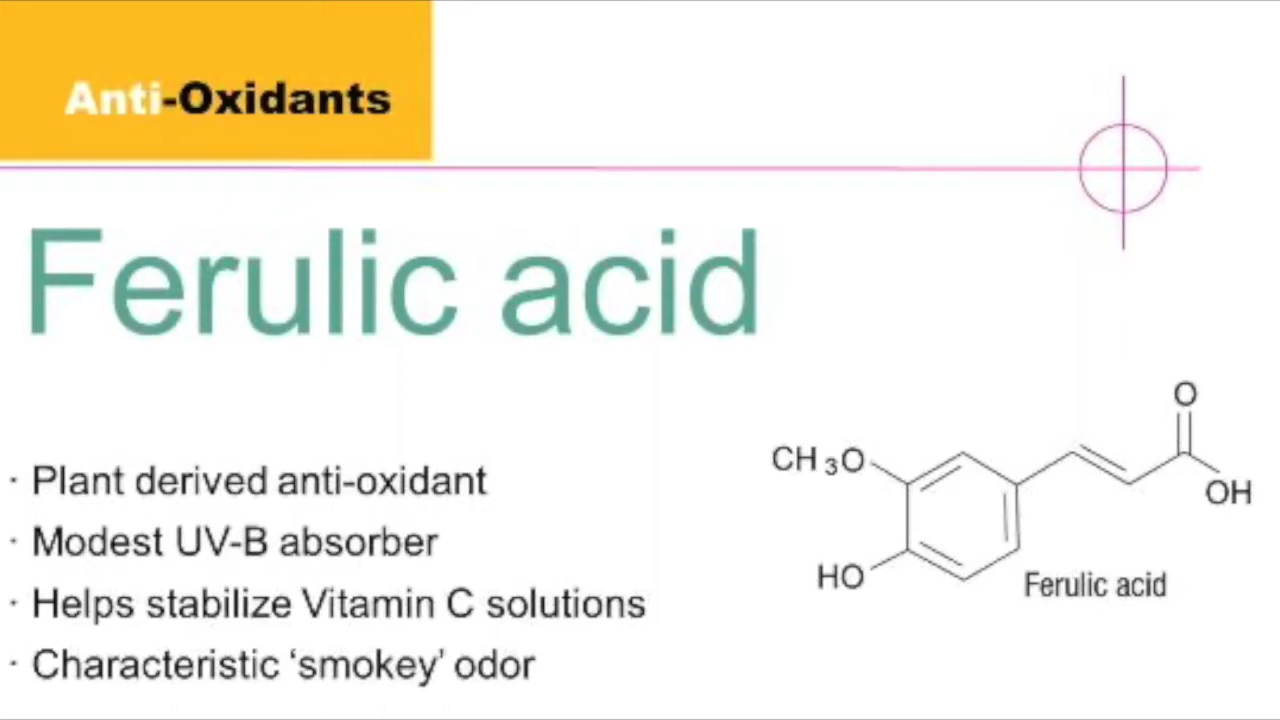 Anti-Oxidants
Ferulic acid
· Plant derived anti-oxidant
· Modest UV-B absorber
· Helps stabilize Vitamin C solutions
· Characteristic ‘smokey’ odor
O
CH3O
OH
HO
Ferulic acid